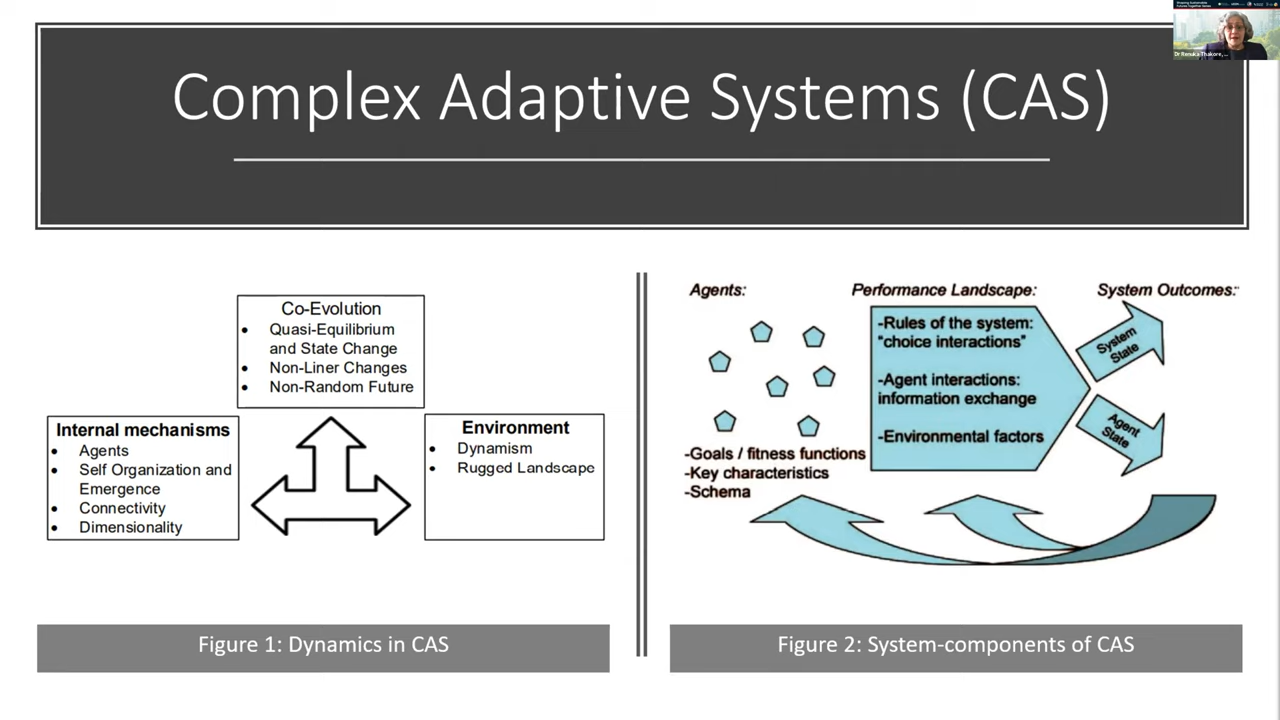 Complex Adaptive Systems (CAS)
Dr Renuka Thakore, ...
Co-Evolution
• Quasi-Equilibrium
and State Change
• Non-Liner Changes
• Non-Random Future
Internal mechanisms
• Agents
• Self Organization and
Emergence
• Connectivity
• Dimensionality
Environment
• Dynamism
• Rugged Landscape
Figure 1: Dynamics in CAS
Agents:
-Goals / fitness functions
-Key characteristics
-Schema
Performance Landscape:
-Rules of the system:
"choice interactions"
-Agent interactions:
information exchange
-Environmental factors
System Outcomes:
System
State
Agent
State
Figure 2: System-components of CAS